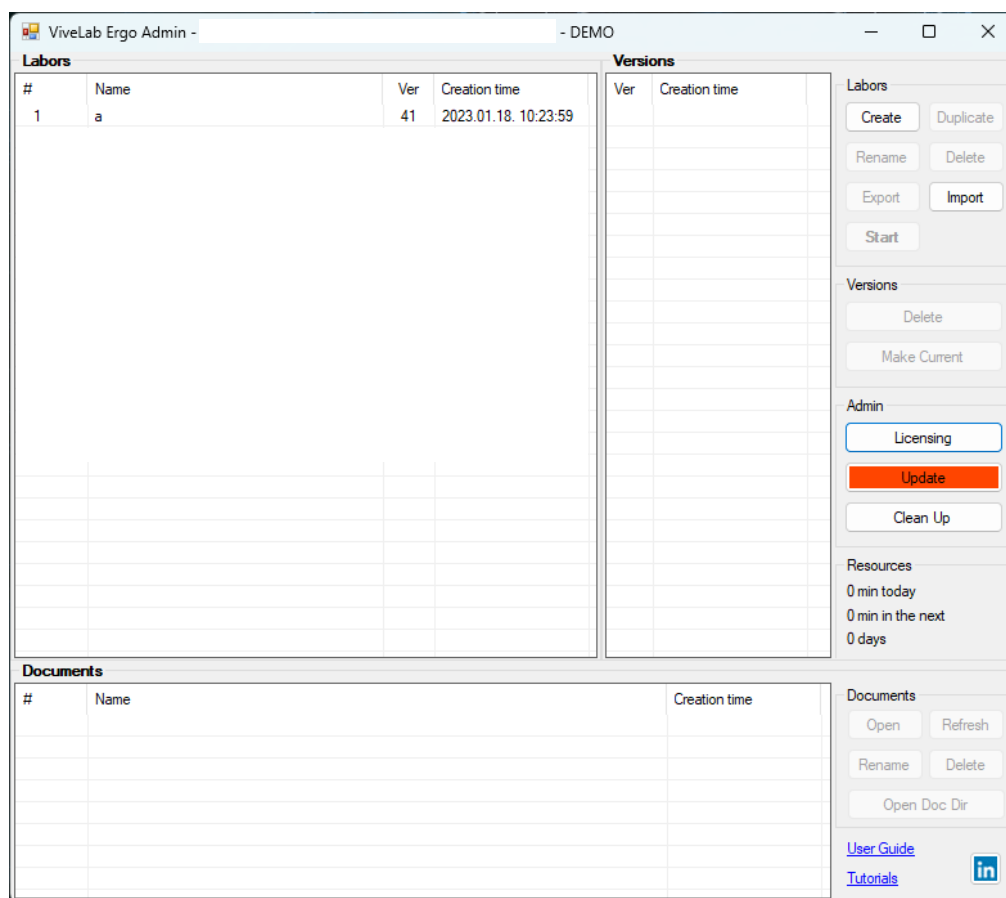 ViveLab Ergo Admin - - DEMO
Labors
# Name Ver Creation time
1 a 41 2023.01.18. 10:23:59
Versions
Ver Creation time
Labors
Create Duplicate
Rename Delete
Export Import
Start
Versions
Delete
Make Current
Admin
Licensing
Update
Clean Up
Resources
0 min today
0 min in the next
0 days
Documents
# Name Creation time
Documents
Open Refresh
Rename Delete
Open Doc Dir
User Guide
Tutorials
in